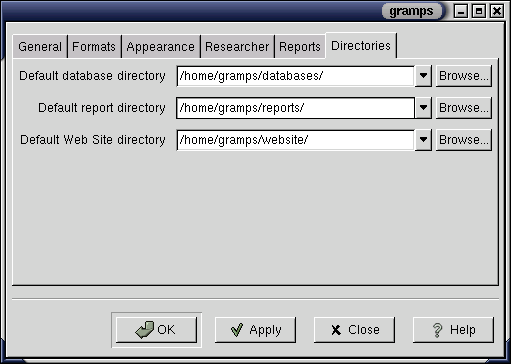 gramps
General Formats Appearance Researcher Reports Directories
Default database directory /home/gramps/databases/ Browse...
Default report directory /home/gramps/reports/ Browse...
Default Web Site directory /home/gramps/website/ Browse...
OK Apply Close Help